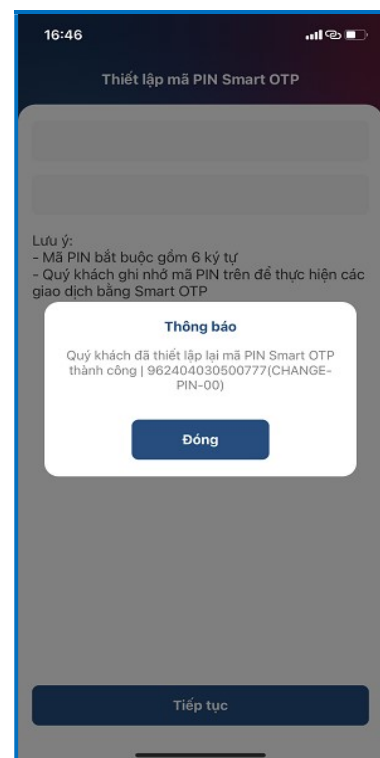 16:46
Thiết lập mã PIN Smart OTP
Lưu ý:
- Mã PIN bắt buộc gồm 6 ký tự
- Quý khách ghi nhớ mã PIN trên để thực hiện các
giao dịch bằng Smart OTP
Thông báo
Quý khách đã thiết lập lại mã PIN Smart OTP
thành công | 962404030500777(CHANGE-
PIN-00)
Đóng
Tiếp tục